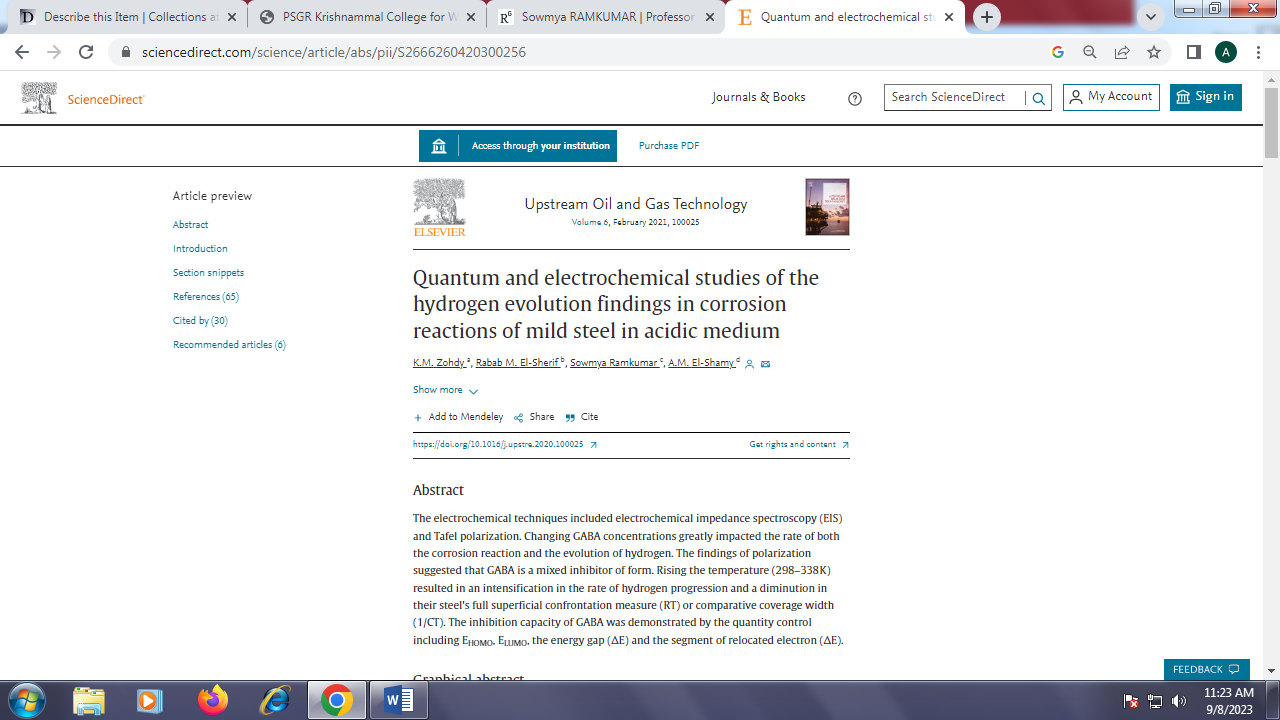 Describe this Item | Collections a
PSGR Krishnammal College for W
R⁶ Sowmya RAMKUMAR | Professor
Quantum and electrochemical st
sciencedirect.com/science/article/abs/pii/S2666260420300256
A
ScienceDirect
Journals & Books
Search ScienceDirect
My Account
Sign in
Access through your institution
Purchase PDF
Article preview
Abstract
Introduction
Section snippets
References (65)
Cited by (30)
Recommended articles (6)
ELSEVIER
Upstream Oil and Gas Technology
Volume 6, February 2021, 100025
Quantum and electrochemical studies of the
hydrogen evolution findings in corrosion
reactions of mild steel in acidic medium
K.M. Zohdy a, Rabab M. El-Sherif b, Sowmya Ramkumar c, A.M. El-Shamy d
Show more
+ Add to Mendeley Share Cite
https://doi.org/10.1016/j.upstre.2020.100025
Get rights and content
Abstract
The electrochemical techniques included electrochemical impedance spectroscopy (EIS)
and Tafel polarization. Changing GABA concentrations greatly impacted the rate of both
the corrosion reaction and the evolution of hydrogen. The findings of polarization
suggested that GABA is a mixed inhibitor of form. Rising the temperature (298–338K)
resulted in an intensification in the rate of hydrogen progression and a diminution in
their steel's full superficial confrontation measure (RT) or comparative coverage width
(1/CT). The inhibition capacity of GABA was demonstrated by the quantity control
including EHOMO, ELUMO, the energy gap (ΔE) and the segment of relocated electron (ΔE).
Graphical abstract
FEEDBACK
11:23 AM
9/8/2023